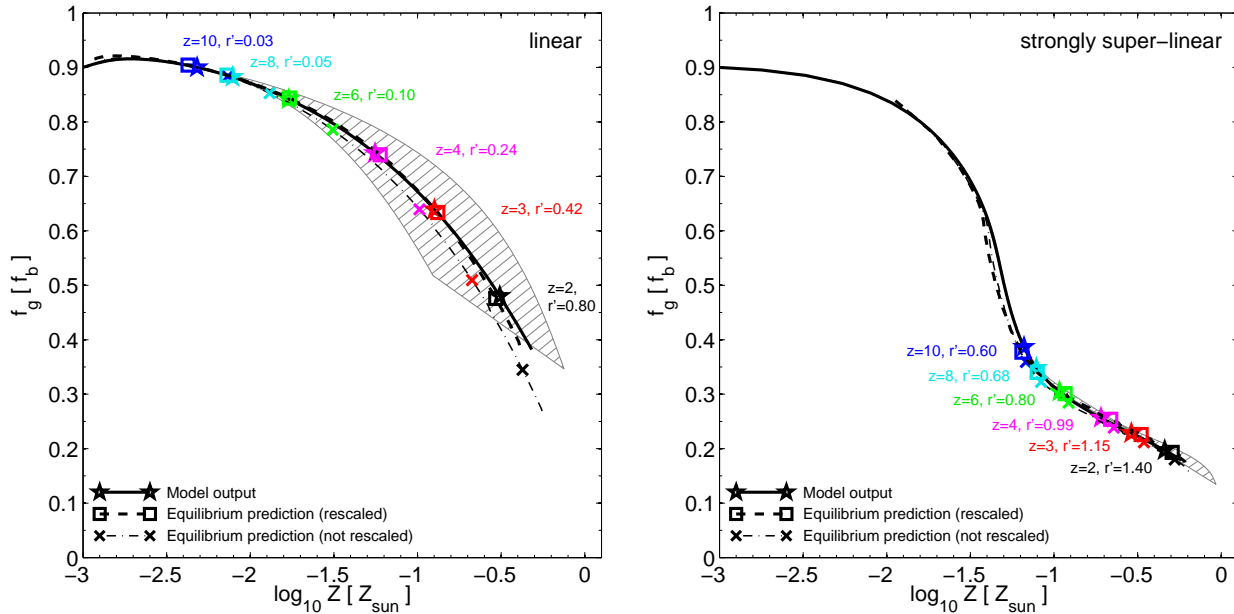 linear
z=10, r'=0.03
z=8, r'=0.05
z=6, r'=0.10
z=4, r'=0.24
z=3, r'=0.42
z=2,
r'=0.80
Model output
Equilibrium prediction (rescaled)
Equilibrium prediction (not rescaled)
1
0.9
0.8
0.7
0.6
0.5
0.4
0.3
0.2
0.1
0
f_g [ f_b ]
−3 −2.5 −2 −1.5 −1 −0.5 0
log_10 Z [ Z_sun ]
strongly super−linear
z=10, r'=0.60
z=8, r'=0.68
z=6, r'=0.80
z=4, r'=0.99
z=3, r'=1.15
z=2, r'=1.40
Model output
Equilibrium prediction (rescaled)
Equilibrium prediction (not rescaled)
1
0.9
0.8
0.7
0.6
0.5
0.4
0.3
0.2
0.1
0
f_g [ f_b ]
−3 −2.5 −2 −1.5 −1 −0.5 0
log_10 Z [ Z_sun ]